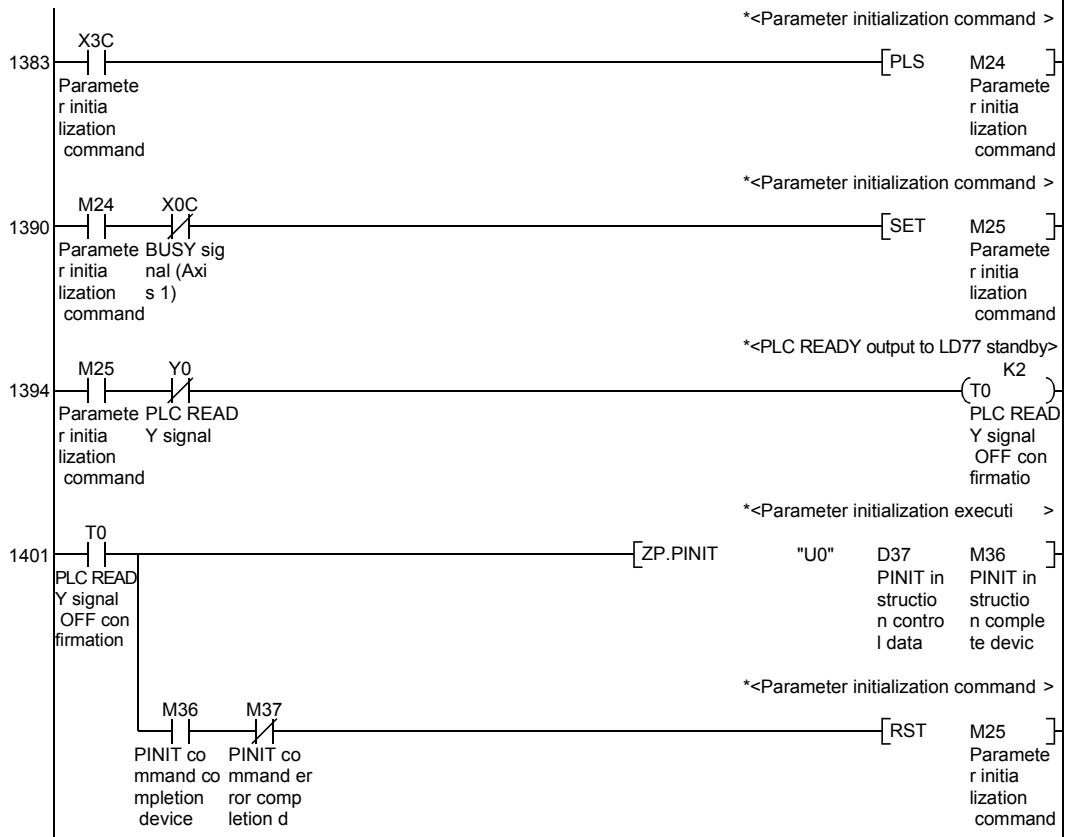 *<Parameter initialization command >
X3C
1383
PLS M24
Paramete
r initia
lization
command
Paramete
r initia
lization
command
*<Parameter initialization command >
M24 X0C
1390
SET M25
Paramete
r initia
lization
command
BUSY sig
nal (Axi
s 1)
Paramete
r initia
lization
command
*<PLC READY output to LD77 standby>
M25 Y0 K2
1394
T0
Paramete
r initia
lization
command
PLC READ
Y signal
PLC READ
Y signal
OFF con
firmatio
*<Parameter initialization executi >
T0
1401
ZP.PINIT "U0" D37 M36
PLC READ
Y signal
OFF con
firmation
PINIT in
structio
n contro
l data
PINIT in
structio
n comple
te devic
*<Parameter initialization command >
M36 M37
RST M25
PINIT co
mmand co
mpletion
device
PINIT co
mmand er
ror comp
letion d
Paramete
r initia
lization
command